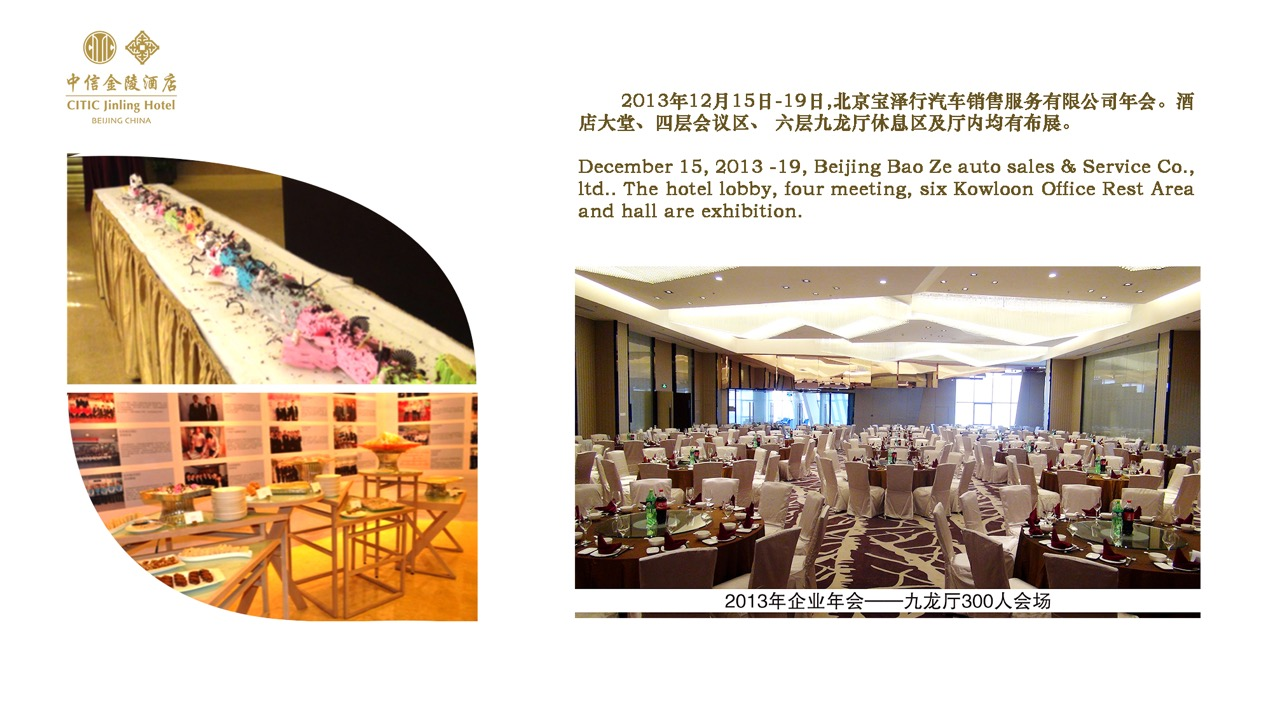 中信金陵酒店
CITIC Jinling Hotel
BEIJING CHINA
2013年12月15日-19日,北京宝泽行汽车销售服务有限公司年会。酒
店大堂、四层会议区、 六层九龙厅休息区及厅内均有布展。
December 15, 2013 -19, Beijing Bao Ze auto sales & Service Co.,
ltd.. The hotel lobby, four meeting, six Kowloon Office Rest Area
and hall are exhibition.
2013年企业年会——九龙厅300人会场